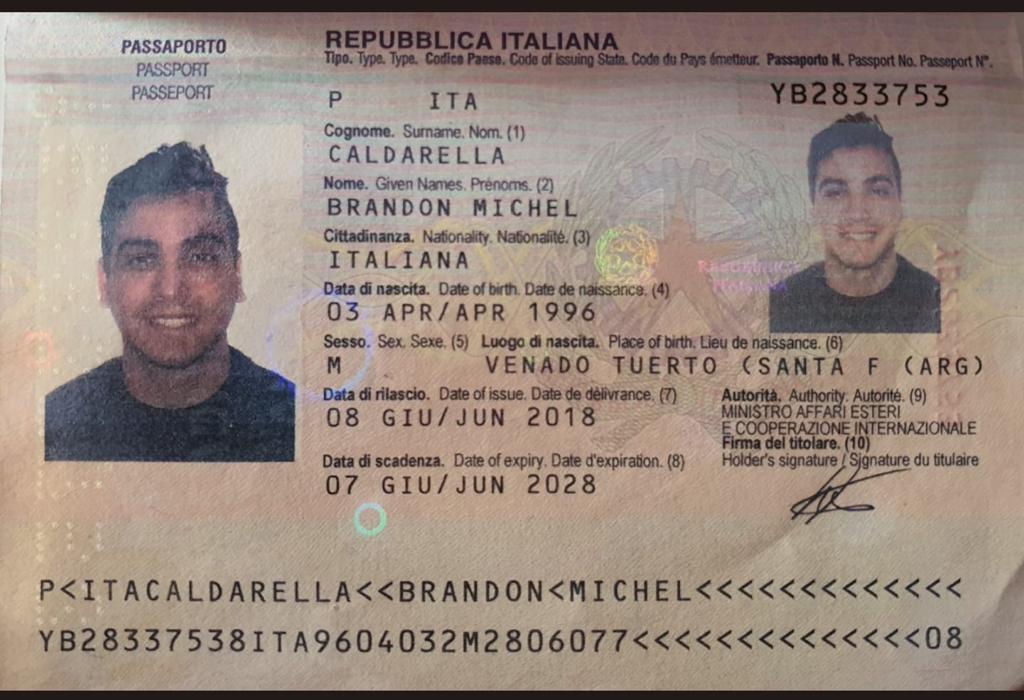 REPUBBLICA ITALIANA
PASSAPORTO
PASSPORT
PASSEPORT
Tipo. Type. Type. Codice Paese. Code of issuing State. Code du Pays émetteur. Passaporto N. Passport No. Passeport N°.
P ITA YB2833753
Cognome. Surname. Nom. (1)
CALDARELLA
Nome. Given Names. Prénoms. (2)
BRANDON MICHEL
Cittadinanza. Nationality. Nationalité. (3)
ITALIANA
Data di nascita. Date of birth. Date de naissance. (4)
03 APR/APR 1996
Sesso. Sex. Sexe. (5) Luogo di nascita. Place of birth. Lieu de naissance. (6)
M VENADO TUERTO (SANTA F (ARG)
Data di rilascio. Date of issue. Date de délivrance. (7)
08 GIU/JUN 2018
Autorità. Authority. Autorité. (9)
MINISTRO AFFARI ESTERI
E COOPERAZIONE INTERNAZIONALE
Data di scadenza. Date of expiry. Date d'expiration. (8)
07 GIU/JUN 2028
Firma del titolare. (10)
Holder's signature / Signature du titulaire
P<ITACALDARELLA<<BRANDON<MICHEL<<<<<<<<<<<<<
YB28337538ITA9604032M2806077<<<<<<<<<<<<<<08